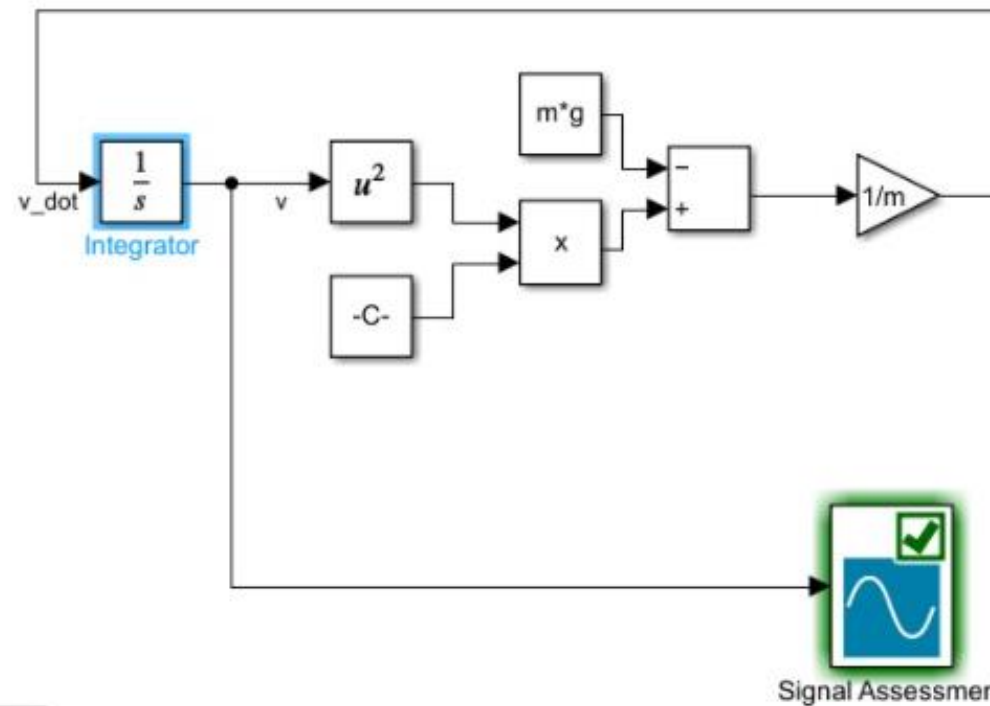 m*g
1
s
v_dot
Integrator
v
u²
-C-
x
−
+
1/m
Signal Assessmen